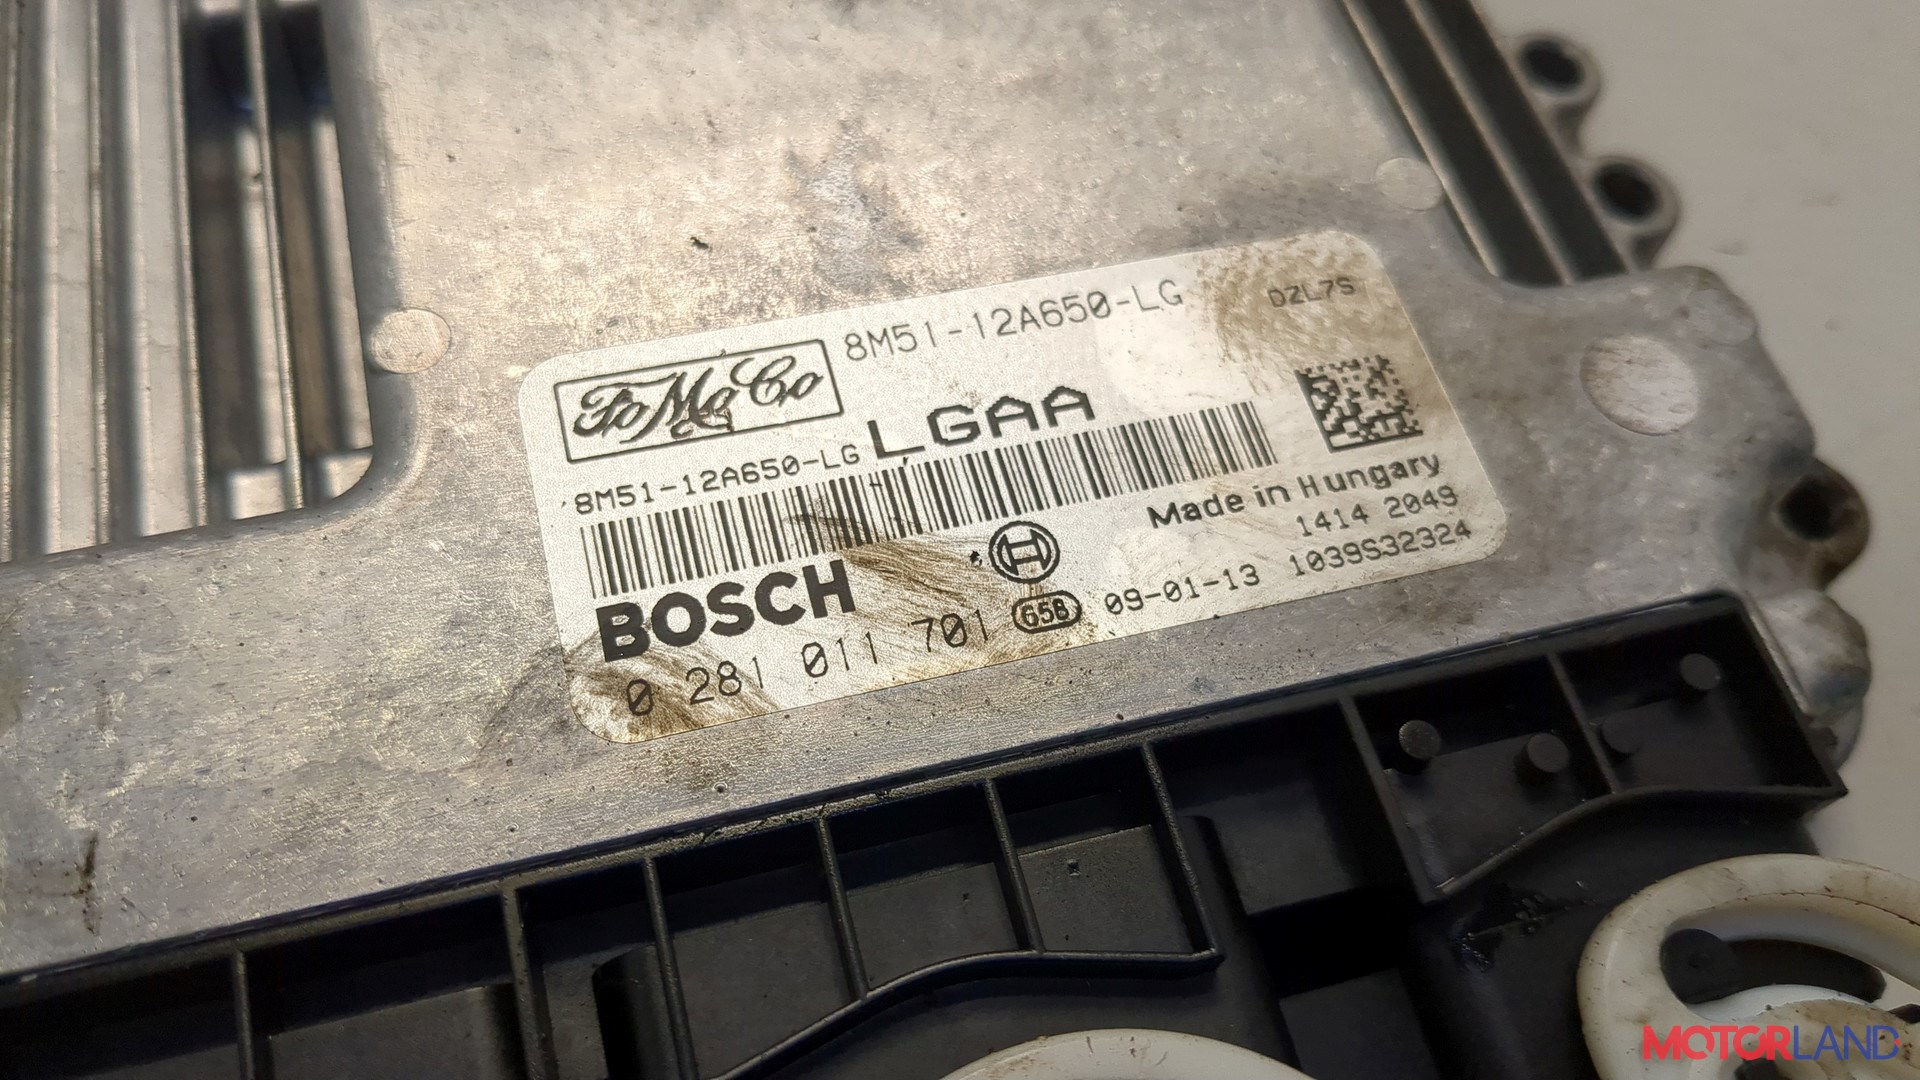 8M51-12A650-LG
DZL7S
FoMoCo
LGAA
8M51-12A650-LG
Made in Hungary
1414 2049
BOSCH
0 281 011 701
658
09-01-13
1039S32324
MOTORLAND